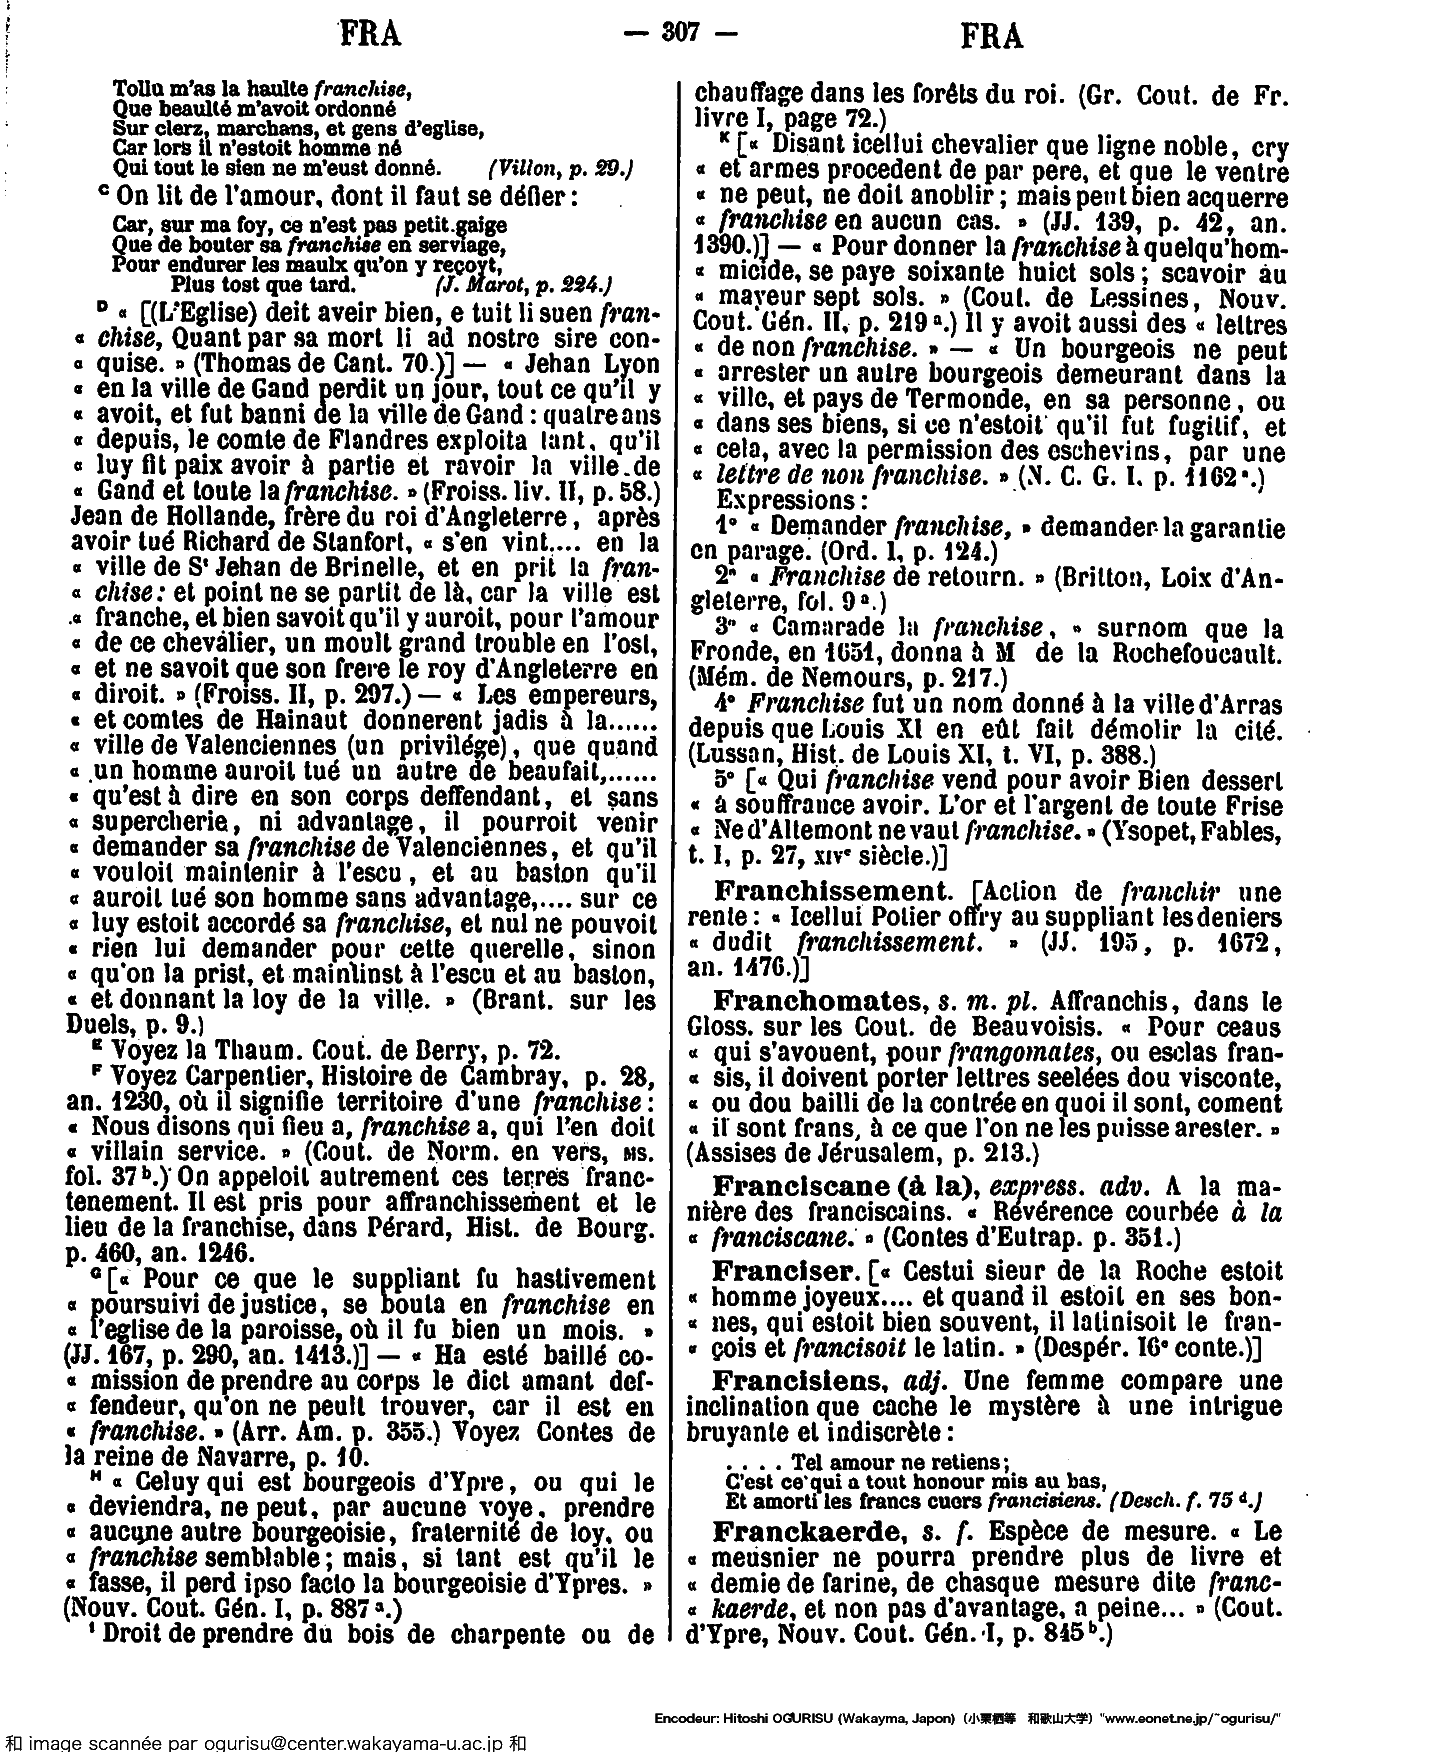 FRA
— 307 —
FRA
Tollu m'as la haulte franchise,
Que beaulté m'avoit ordonné
Sur clerz, marchans, et gens d'eglise,
Car lors il n'estoit homme né
Qui tout le sien ne m'eust donné. (Villon, p. 29.)
C On lit de l'amour, dont il faut se défier :
Car, sur ma foy, ce n'est pas petit gaige
Que de bouter sa franchise en serviage,
Pour endurer les maulx qu'on y reçoyt,
Plus tost que tard. (J. Marot, p. 224.)
D « [(L'Eglise) deit aveir bien, e tuit li suen fran-
« chise, Quant par sa mort li ad nostre sire con-
« quise. » (Thomas de Cant. 70.)] — « Jehan Lyon
« en la ville de Gand perdit un jour, tout ce qu'il y
« avoit, et fut banni de la ville de Gand : quatre ans
« depuis, le comte de Flandres exploita tant, qu'il
« luy fit paix avoir à partie et ravoir la ville de
« Gand et toute la franchise. » (Froiss. liv. II, p. 58.)
Jean de Hollande, frère du roi d'Angleterre, après
avoir tué Richard de Stanfort, « s'en vint.... en la
« ville de St Jehan de Brinelle, et en prit la fran-
« chise : et point ne se partit de là, car la ville est
« franche, et bien savoit qu'il y auroit, pour l'amour
« de ce chevalier, un moult grand trouble en l'ost,
« et ne savoit que son frere le roy d'Angleterre en
« diroit. » (Froiss. II, p. 297.) — « Les empereurs,
« et comtes de Hainaut donnerent jadis à la......
« ville de Valenciennes (un privilége), que quand
« un homme auroit tué un autre de beaufait,......
« qu'est à dire en son corps deffendant, et sans
« supercherie, ni advantage, il pourroit venir
« demander sa franchise de Valenciennes, et qu'il
« vouloit maintenir à l'escu, et au baston qu'il
« auroit tué son homme sans advantage,.... sur ce
« luy estoit accordé sa franchise, et nul ne pouvoit
« rien lui demander pour cette querelle, sinon
« qu'on la prist, et maintinst à l'escu et au baston,
« et donnant la loy de la ville. » (Brant. sur les
Duels, p. 9.)
E Voyez la Thaum. Cout. de Berry, p. 72.
F Voyez Carpentier, Histoire de Cambray, p. 28,
an. 1230, où il signifie territoire d'une franchise :
« Nous disons qui fieu a, franchise a, qui l'en doit
« villain service. » (Cout. de Norm. en vers, MS.
fol. 37 b.) On appeloit autrement ces terres franc-
tenement. Il est pris pour affranchissement et le
lieu de la franchise, dans Pérard, Hist. de Bourg.
p. 460, an. 1246.
G [« Pour ce que le suppliant fu hastivement
« poursuivi de justice, se bouta en franchise en
« l'eglise de la paroisse, où il fu bien un mois. »
(JJ. 167, p. 290, an. 1413.)] — « Ha esté baillé co-
« mission de prendre au corps le dict amant def-
« fendeur, qu'on ne peult trouver, car il est en
« franchise. » (Arr. Am. p. 355.) Voyez Contes de
la reine de Navarre, p. 10.
H « Celuy qui est bourgeois d'Ypre, ou qui le
« deviendra, ne peut, par aucune voye, prendre
« aucune autre bourgeoisie, fraternité de loy, ou
« franchise semblable ; mais, si tant est qu'il le
« fasse, il perd ipso facto la bourgeoisie d'Ypres. »
(Nouv. Cout. Gén. I, p. 887 a.)
I Droit de prendre du bois de charpente ou de
chauffage dans les forêts du roi. (Gr. Cout. de Fr.
livre I, page 72.)
K [« Disant icellui chevalier que ligne noble, cry
« et armes procedent de par pere, et que le ventre
« ne peut, ne doit anoblir ; mais peut bien acquerre
« franchise en aucun cas. » (JJ. 139, p. 42, an.
1390.)] — « Pour donner la franchise à quelqu'hom-
« micide, se paye soixante huict sols ; scavoir au
« mayeur sept sols. » (Cout. de Lessines, Nouv.
Cout. Gén. II, p. 219 a.) Il y avoit aussi des « lettres
« de non franchise. » — « Un bourgeois ne peut
« arrester un autre bourgeois demeurant dans la
« ville, et pays de Termonde, en sa personne, ou
« dans ses biens, si ce n'estoit qu'il fut fugitif, et
« cela, avec la permission des eschevins, par une
« lettre de non franchise. » (N. C. G. I, p. 1162 a.)
Expressions :
1° « Demander franchise, » demander la garantie
en parage. (Ord. I, p. 124.)
2° « Franchise de retourn. » (Britton, Loix d'An-
gleterre, fol. 9 a.)
3° « Camarade la franchise, » surnom que la
Fronde, en 1651, donna à M de la Rochefoucault.
(Mém. de Nemours, p. 217.)
4° Franchise fut un nom donné à la ville d'Arras
depuis que Louis XI en eût fait démolir la cité.
(Lussan, Hist. de Louis XI, t. VI, p. 388.)
5° [« Qui franchise vend pour avoir Bien dessert
« à souffrance avoir. L'or et l'argent de toute Frise
« Ne d'Altemont ne vaut franchise. » (Ysopet, Fables,
t. I, p. 27, XIVe siècle.)]
Franchissement. [Action de franchir une
rente : « Icellui Potier offry au suppliant les deniers
« dudit franchissement. » (JJ. 195, p. 1672,
an. 1476.)]
Franchomates, s. m. pl. Affranchis, dans le
Gloss. sur les Cout. de Beauvoisis. « Pour ceaus
« qui s'avouent, pour frangomates, ou esclas fran-
« sis, il doivent porter lettres seelées dou visconte,
« ou dou bailli de la contrée en quoi il sont, coment
« il sont frans, à ce que l'on ne les puisse arester. »
(Assises de Jérusalem, p. 213.)
Franciscane (à la), express. adv. A la ma-
nière des franciscains. « Révérence courbée à la
« franciscane. » (Contes d'Eutrap. p. 351.)
Franciser. [« Cestui sieur de la Roche estoit
« homme joyeux.... et quand il estoit en ses bon-
« nes, qui estoit bien souvent, il latinisoit le fran-
« çois et francisoit le latin. » (Despér. 16e conte.)]
Francisiens, adj. Une femme compare une
inclination que cache le mystère à une intrigue
bruyante et indiscrète :
. . . . Tel amour ne retiens ;
C'est ce qui a tout honour mis au bas,
Et amorti les francs cuers francisiens. (Desch. f. 75 d.)
Franckaerde, s. f. Espèce de mesure. « Le
« meusnier ne pourra prendre plus de livre et
« demie de farine, de chasque mesure dite franc-
« kaerde, et non pas d'avantage, a peine... » (Cout.
d'Ypre, Nouv. Cout. Gén. I, p. 845 b.)
Encodeur: Hitoshi OGURISU (Wakayma, Japon) (小栗栖等 和歌山大学) "www.eonet.ne.jp/~ogurisu/"
和 image scannée par ogurisu@center.wakayama-u.ac.jp 和